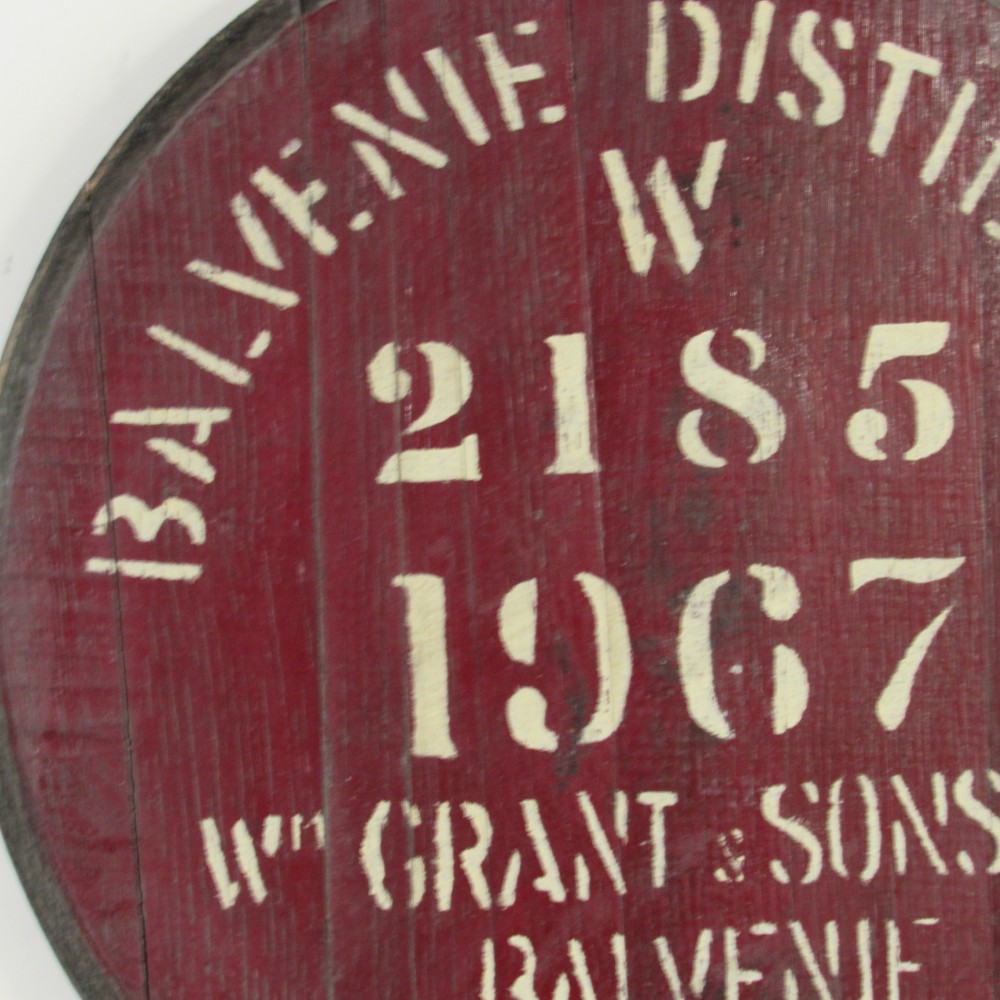 BALVENIE DISTI
W
2185
1967
Wm GRANT & SONS
BALVENIE